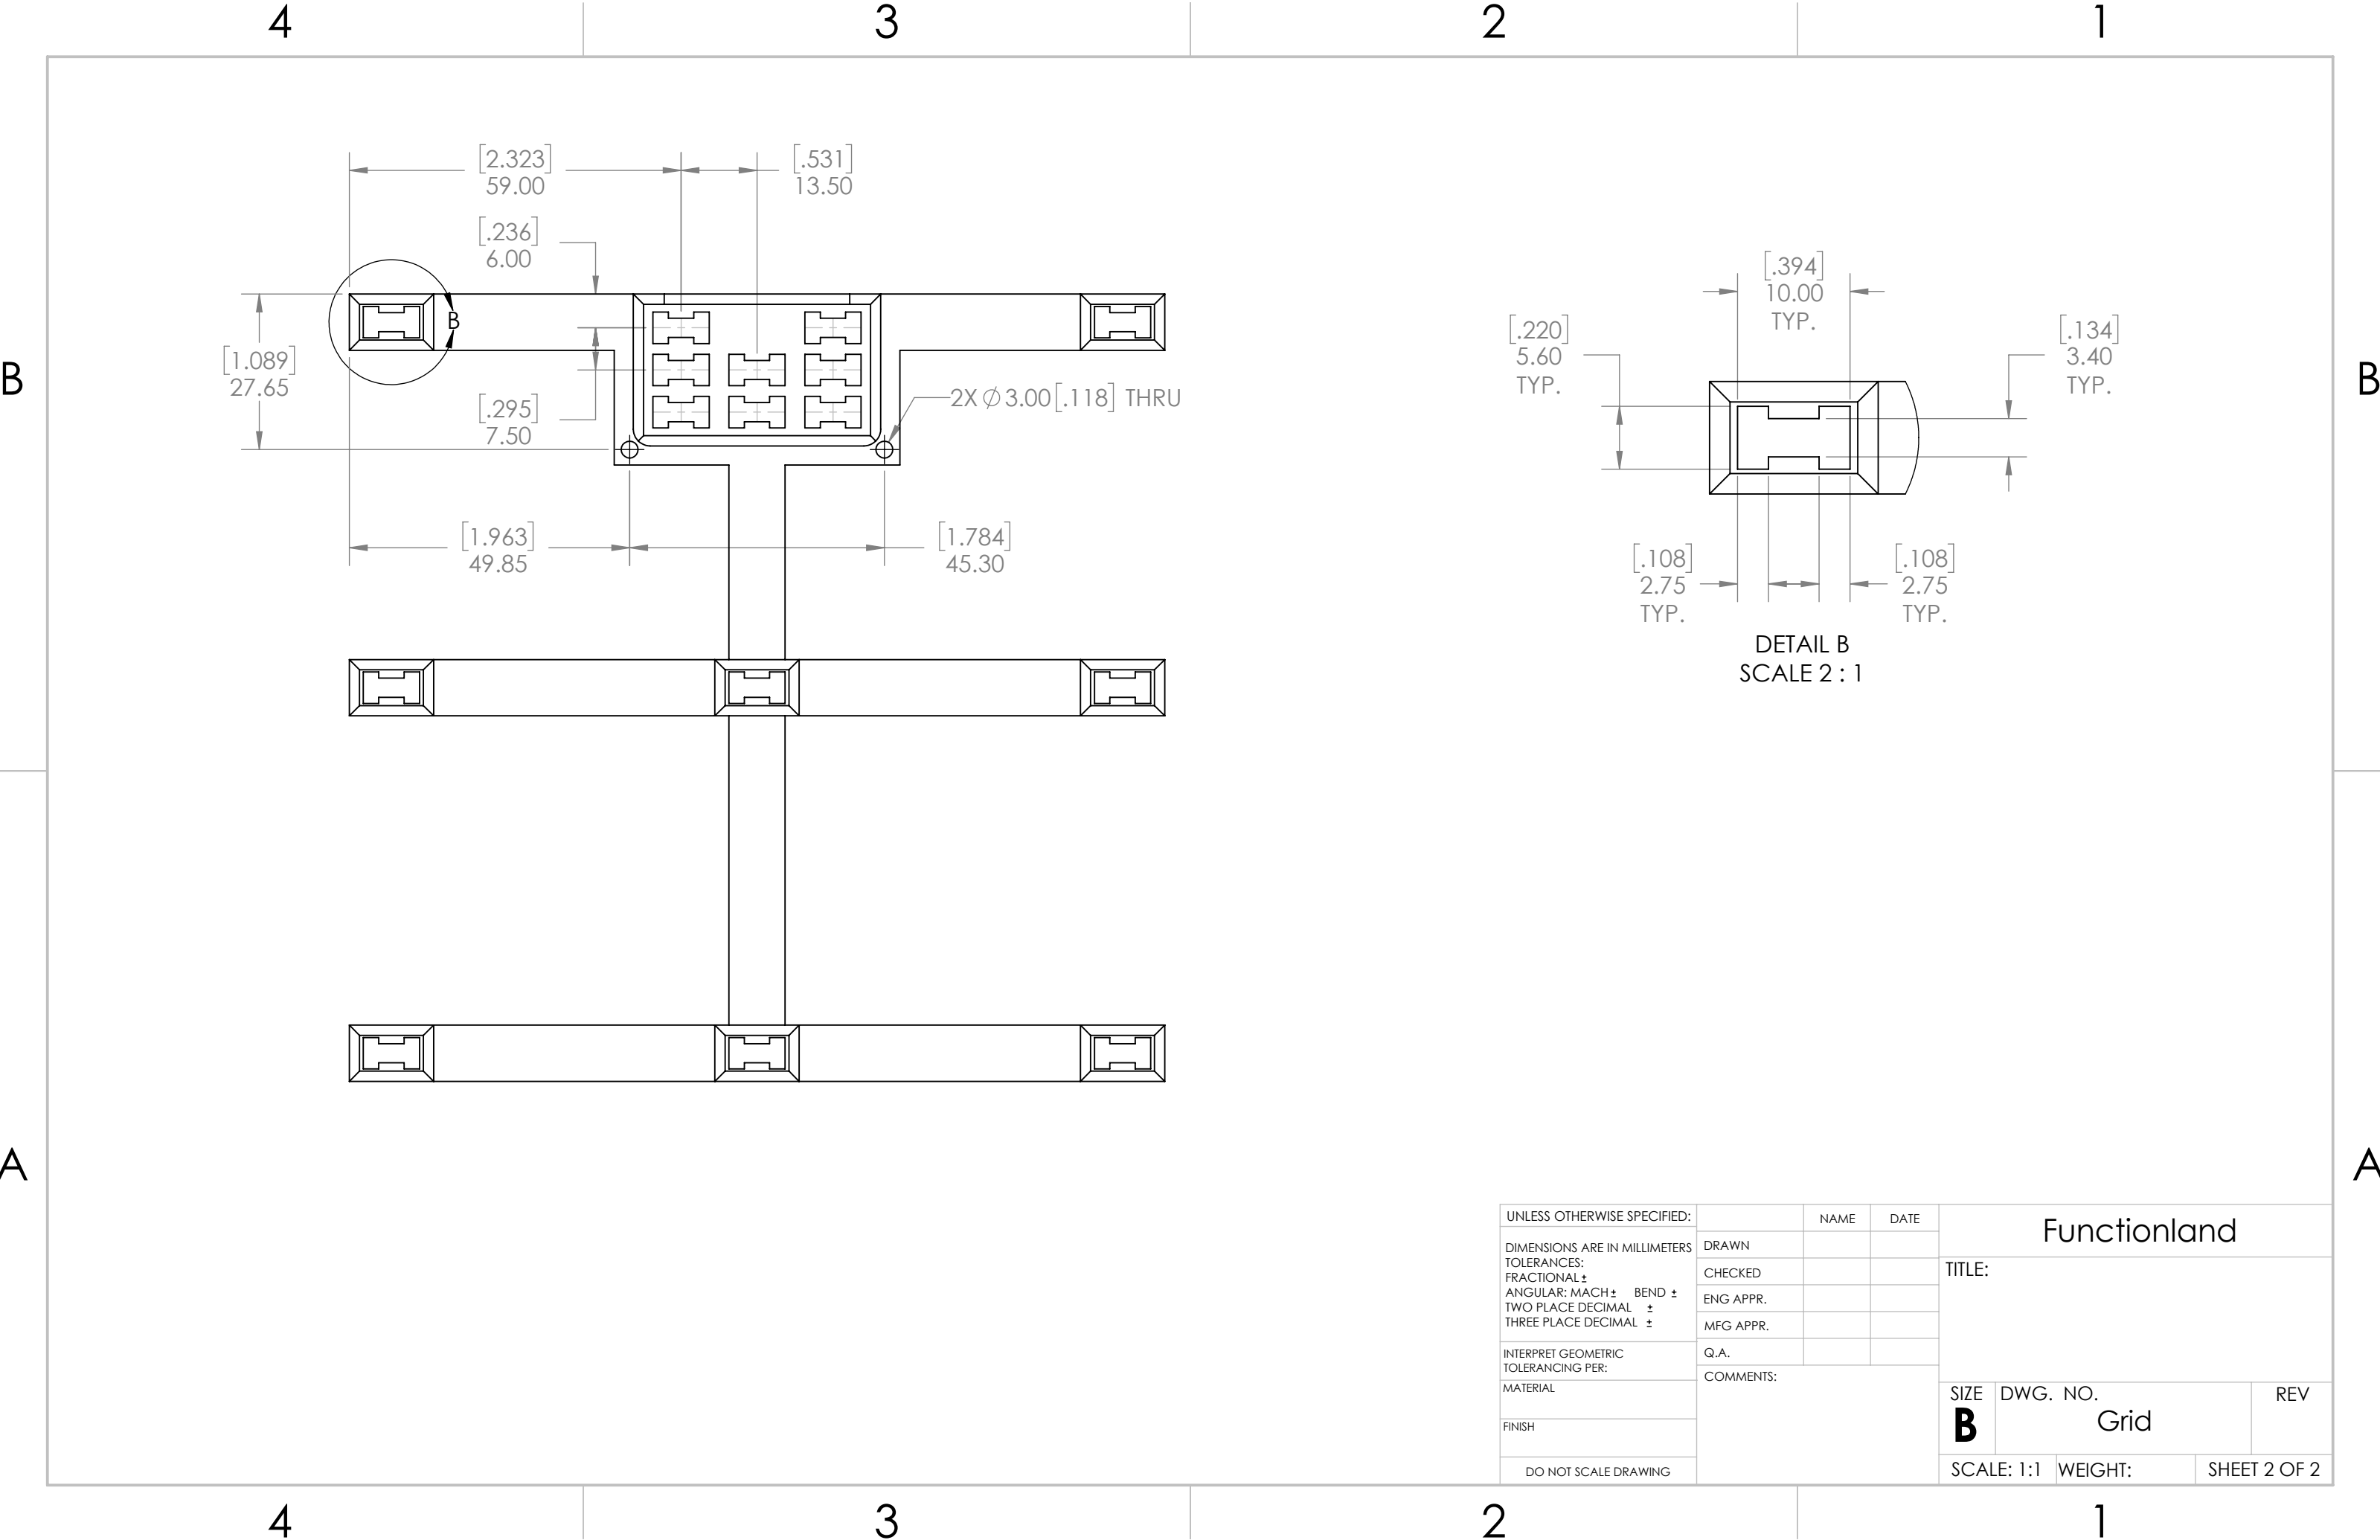 4 3 2 1
[2.323]
59.00
[.531]
13.50
[.236]
6.00
B
[1.089]
27.65
[.295]
7.50
2X ∅ 3.00 [.118] THRU
[1.963]
49.85
[1.784]
45.30
[.394]
10.00
TYP.
[.220]
5.60
TYP.
[.134]
3.40
TYP.
[.108]
2.75
TYP.
[.108]
2.75
TYP.
DETAIL B
SCALE 2 : 1
B
B
A
A
UNLESS OTHERWISE SPECIFIED:
DIMENSIONS ARE IN MILLIMETERS
TOLERANCES:
FRACTIONAL ±
ANGULAR: MACH ± BEND ±
TWO PLACE DECIMAL ±
THREE PLACE DECIMAL ±
INTERPRET GEOMETRIC
TOLERANCING PER:
MATERIAL
FINISH
DO NOT SCALE DRAWING
NAME DATE
DRAWN
CHECKED
ENG APPR.
MFG APPR.
Q.A.
COMMENTS:
Functionland
TITLE:
SIZE DWG. NO. REV
B Grid
SCALE: 1:1 WEIGHT: SHEET 2 OF 2
4 3 2 1